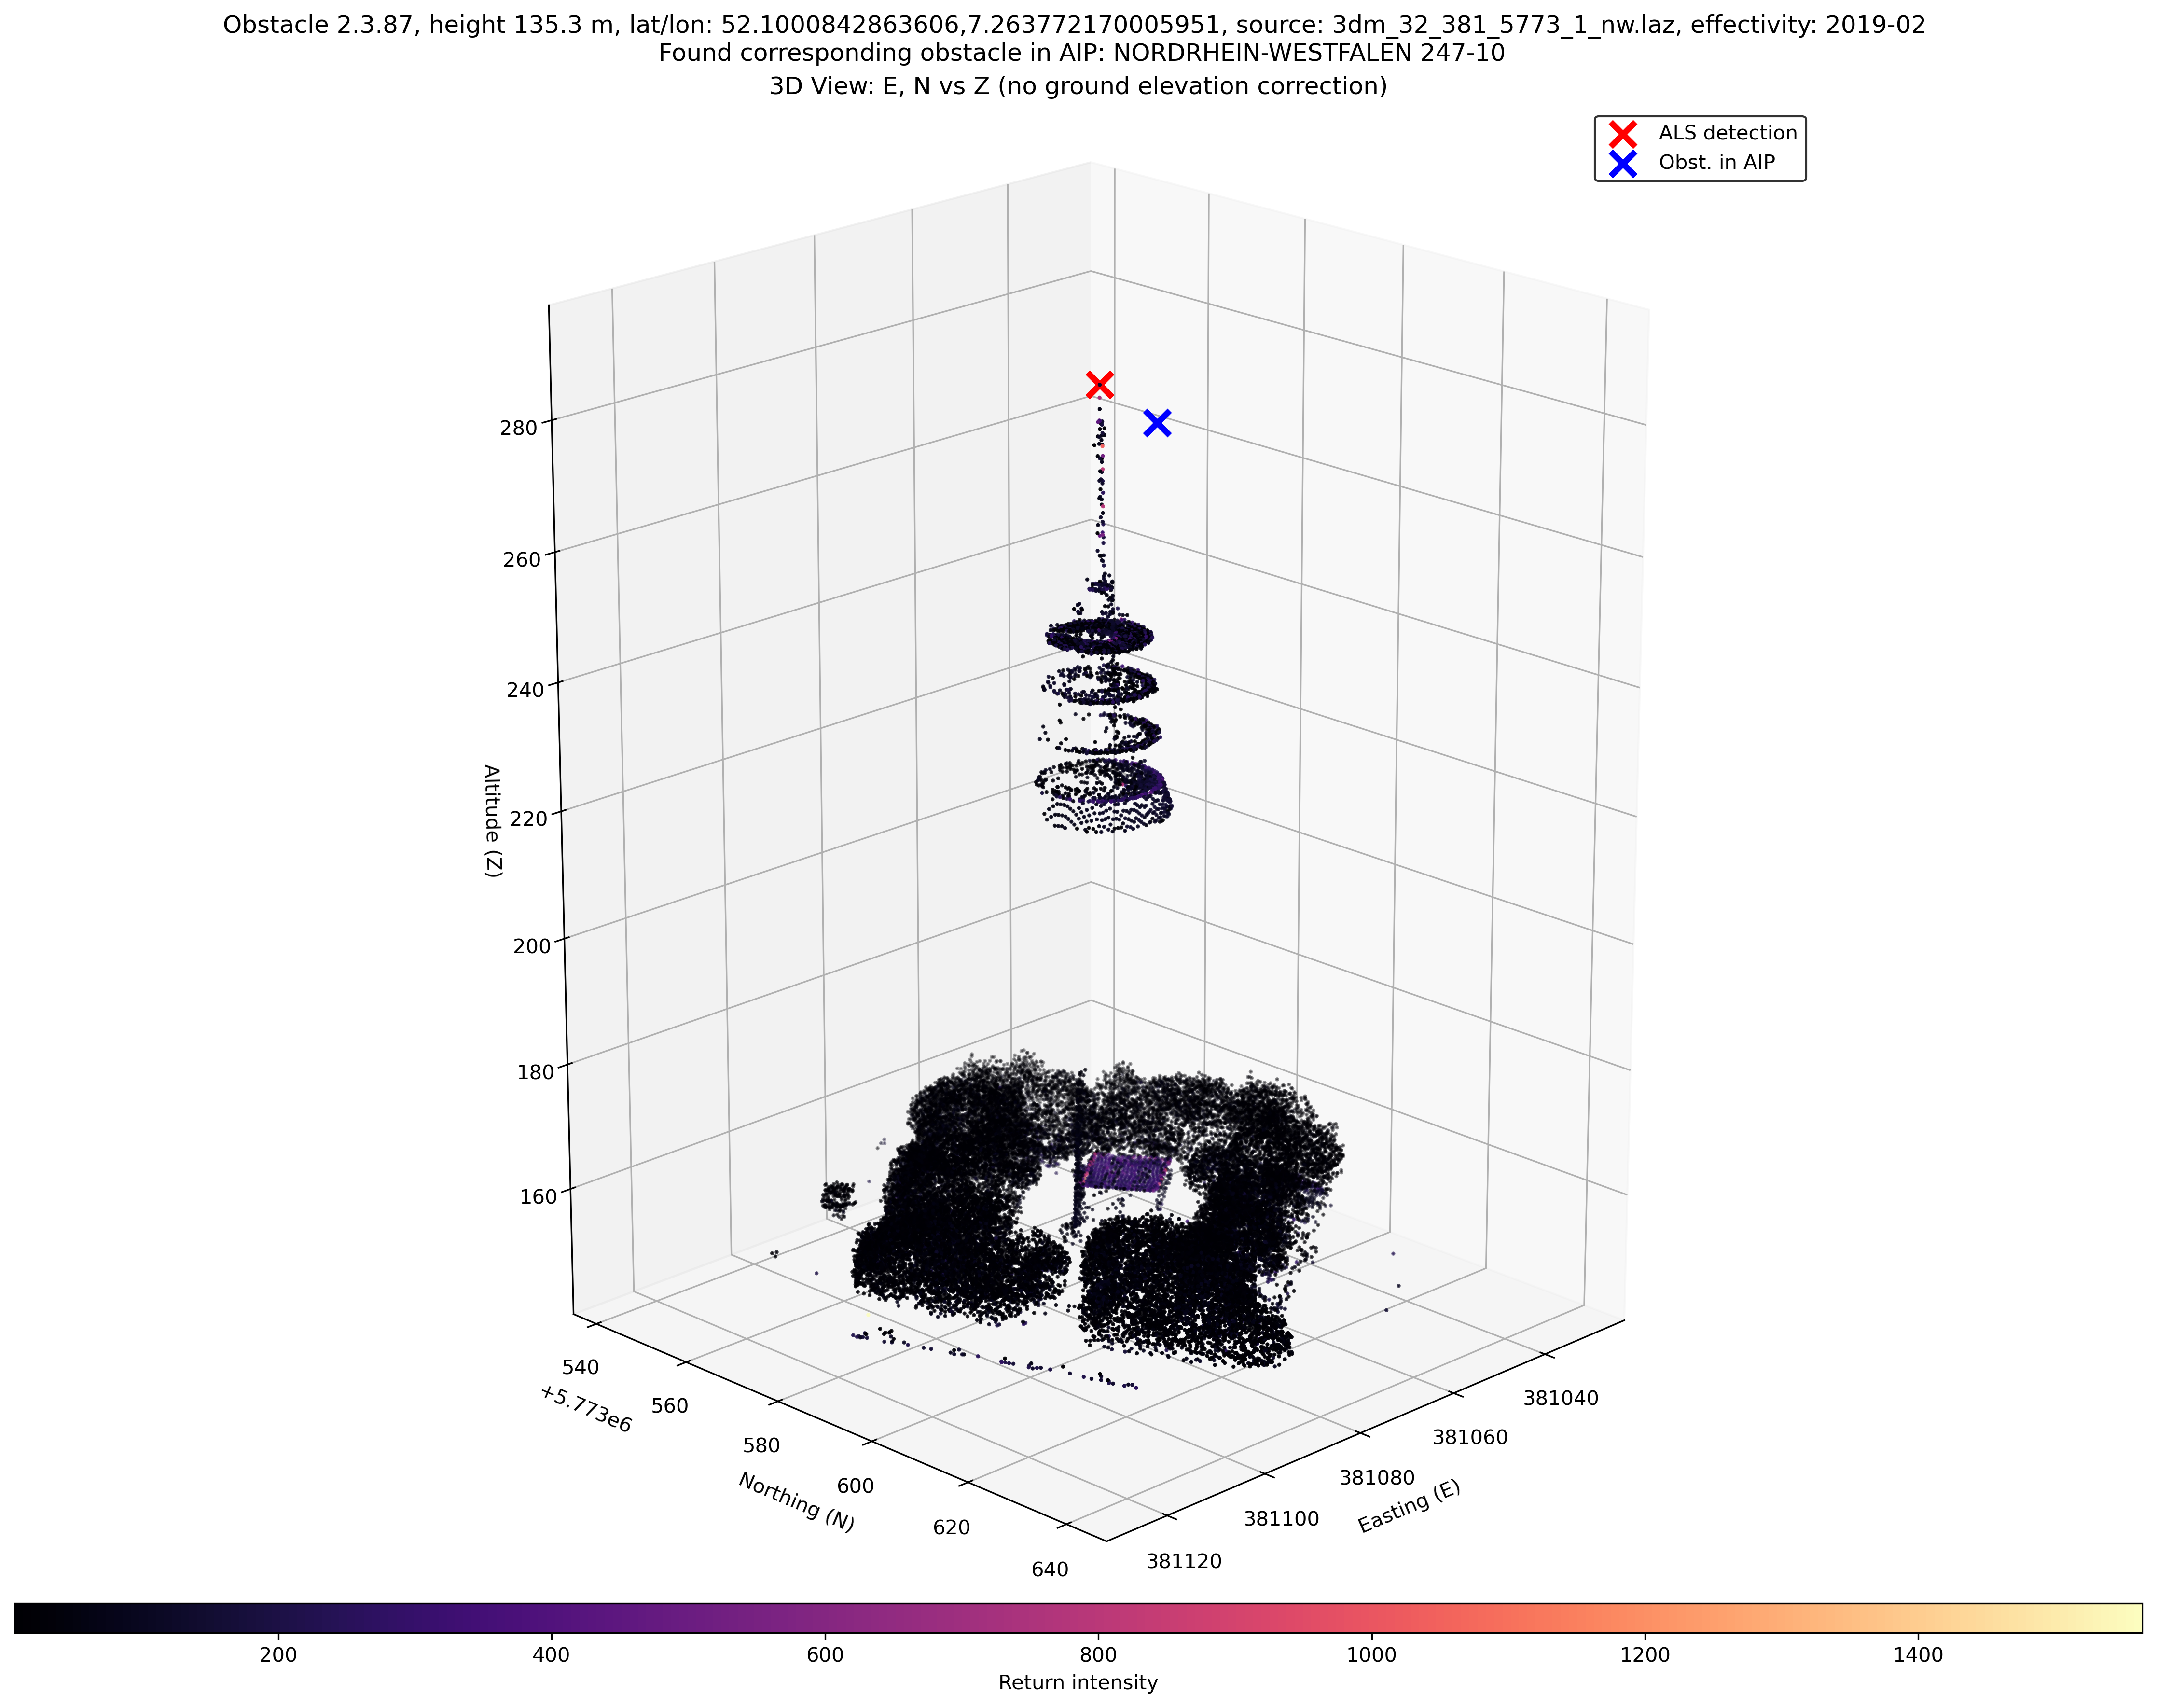 Obstacle 2.3.87, height 135.3 m, lat/lon: 52.1000842863606,7.263772170005951, source: 3dm_32_381_5773_1_nw.laz, effectivity: 2019-02
Found corresponding obstacle in AIP: NORDRHEIN-WESTFALEN 247-10
3D View: E, N vs Z (no ground elevation correction)
ALS detection
Obst. in AIP
280
260
240
220
200
180
160
Altitude (Z)
540
560
580
600
620
640
+5.773e6
Northing (N)
381040
381060
381080
381100
381120
Easting (E)
200 400 600 800 1000 1200 1400
Return intensity